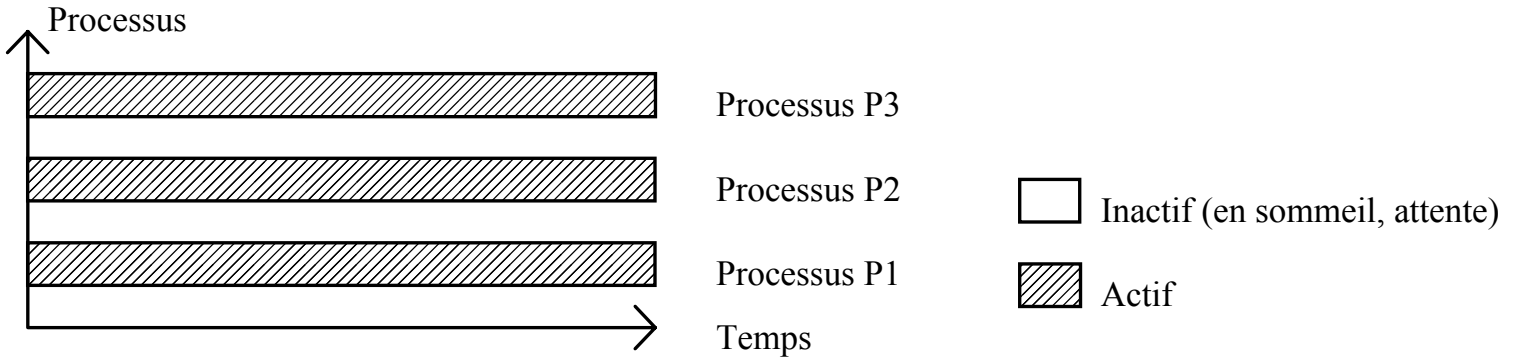 Processus
Processus P3
Processus P2
Inactif (en sommeil, attente)
Processus P1
Actif
Temps